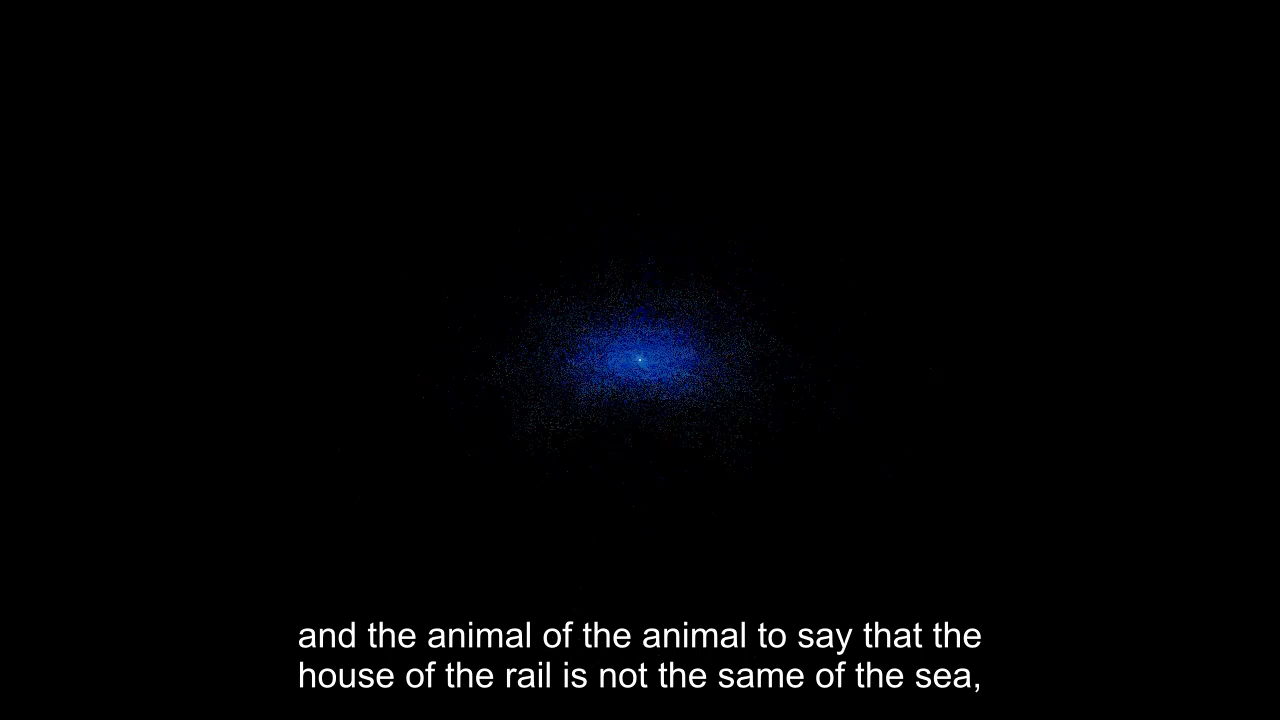 and the animal of the animal to say that the
house of the rail is not the same of the sea,